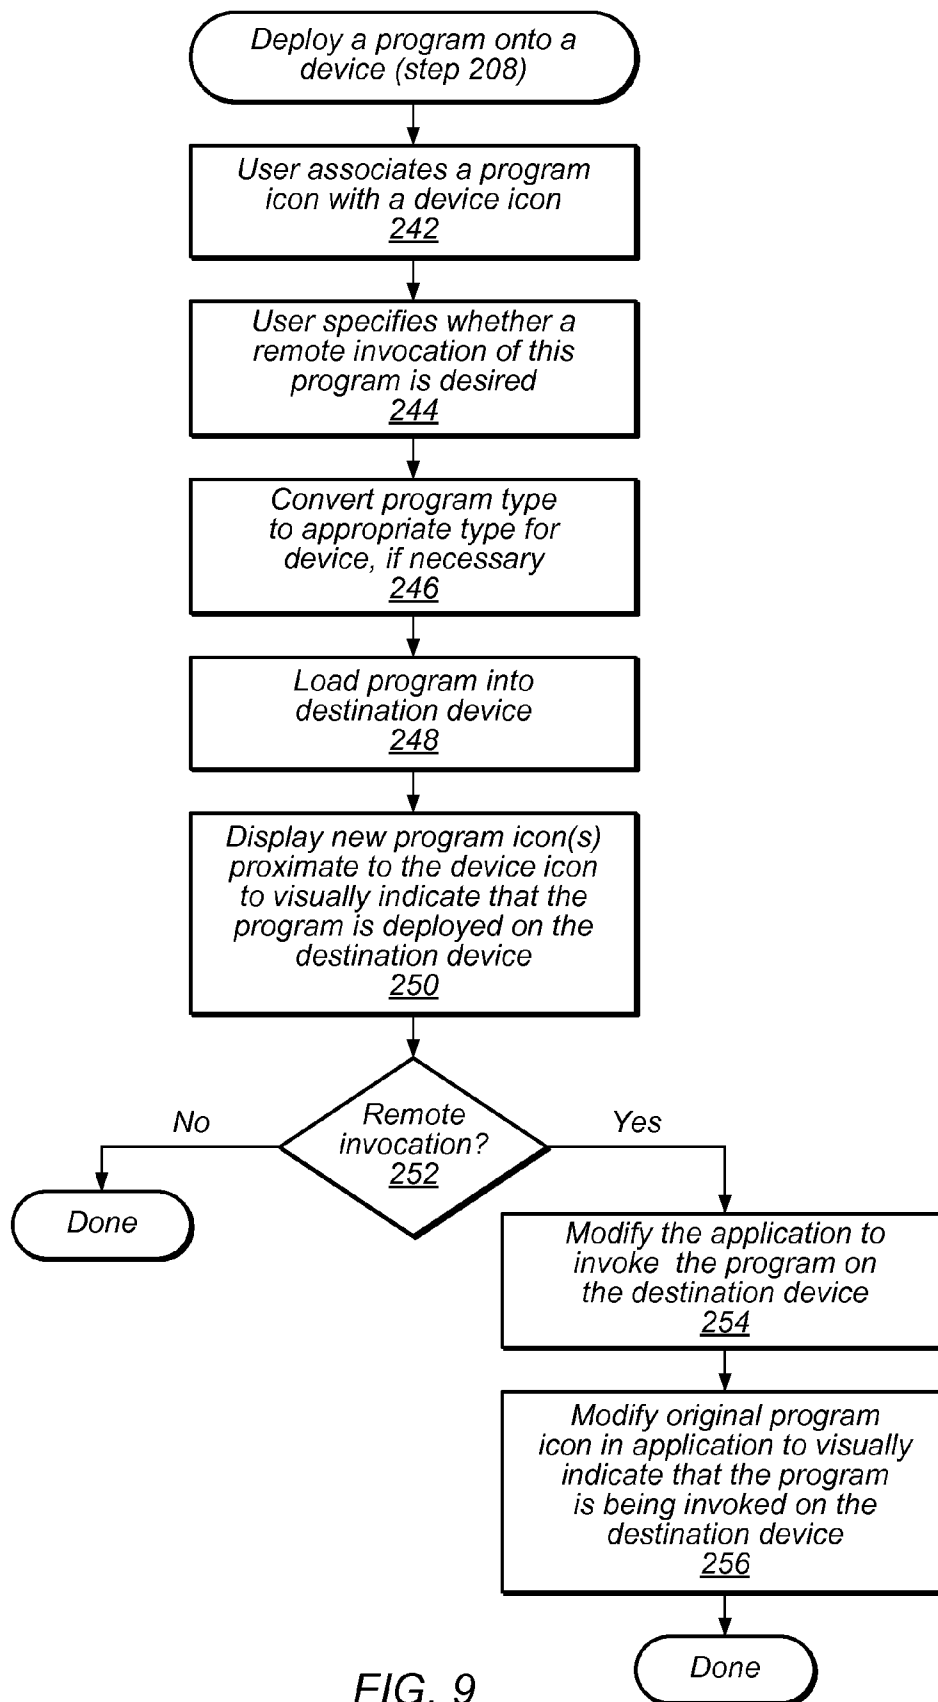 Deploy a program onto a
device (step 208)
User associates a program
icon with a device icon
242
User specifies whether a
remote invocation of this
program is desired
244
Convert program type
to appropriate type for
device, if necessary
246
Load program into
destination device
248
Display new program icon(s)
proximate to the device icon
to visually indicate that the
program is deployed on the
destination device
250
Remote
invocation?
252
No
Yes
Done
Modify the application to
invoke the program on
the destination device
254
Modify original program
icon in application to visually
indicate that the program
is being invoked on the
destination device
256
Done
FIG. 9